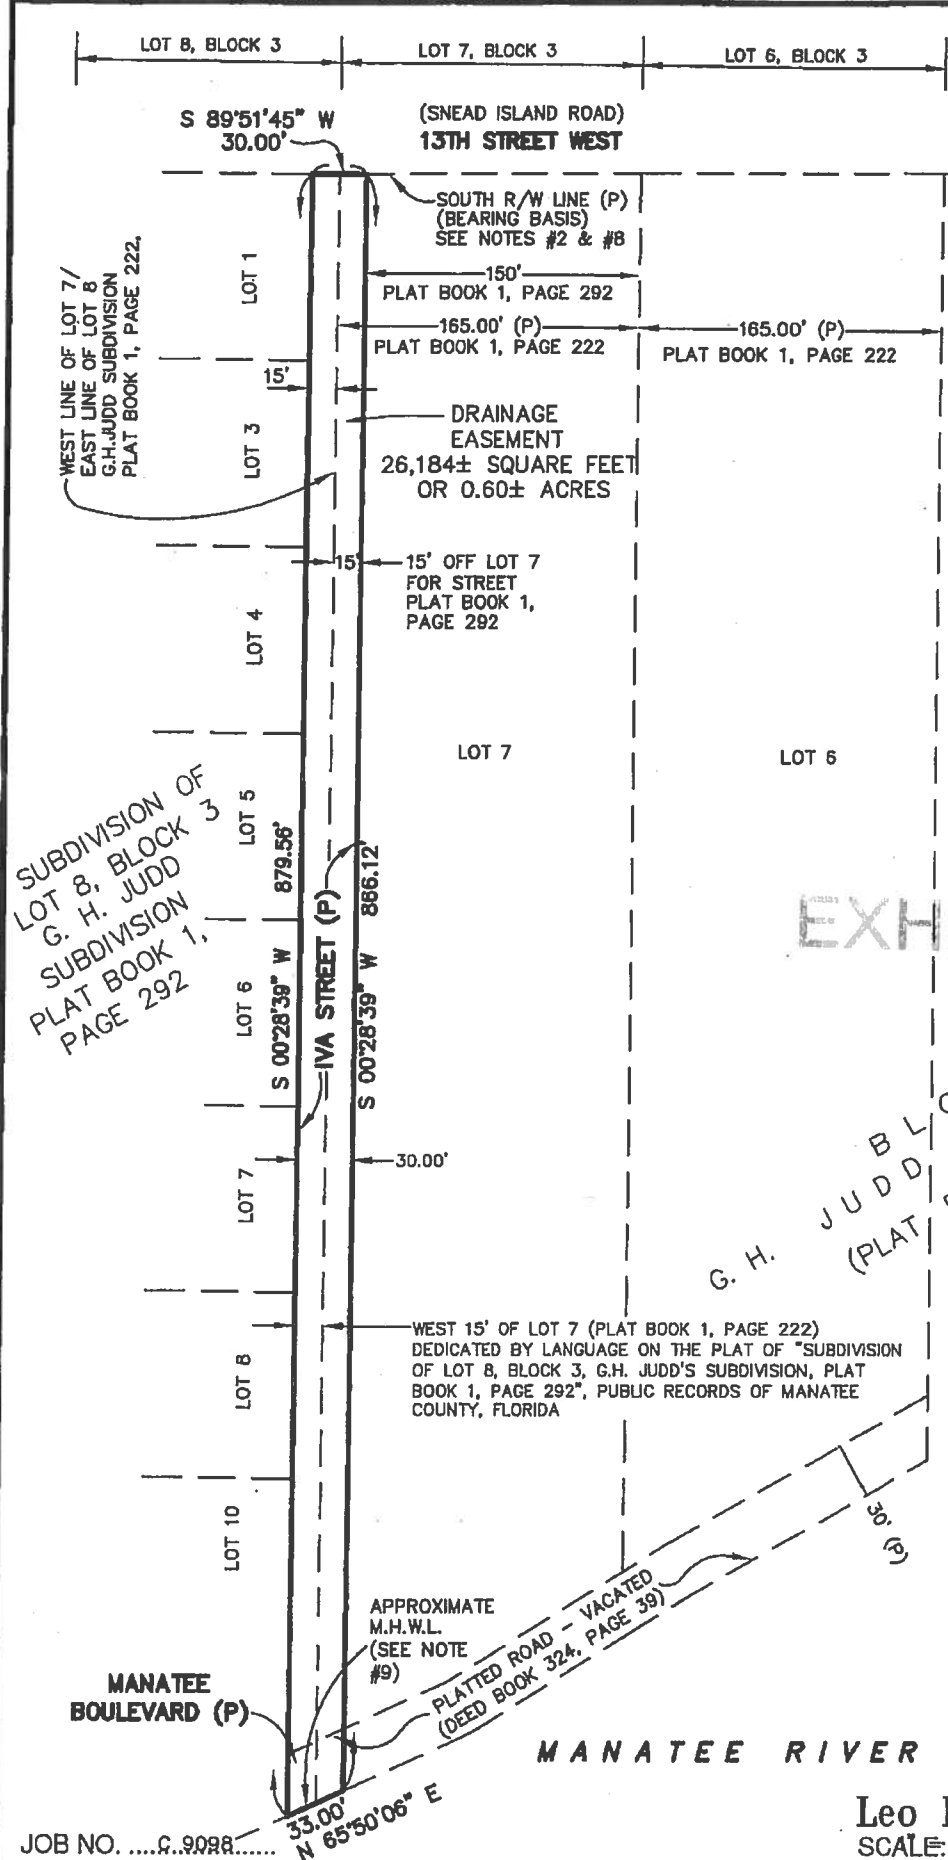 LOT 8, BLOCK 3
LOT 7, BLOCK 3
LOT 6, BLOCK 3
S 89°51'45" W
30.00'
(SNEAD ISLAND ROAD)
13TH STREET WEST
SOUTH R/W LINE (P)
(BEARING BASIS)
SEE NOTES #2 & #8
150'
PLAT BOOK 1, PAGE 292
165.00' (P)
PLAT BOOK 1, PAGE 222
165.00' (P)
PLAT BOOK 1, PAGE 222
WEST LINE OF LOT 7/
EAST LINE OF LOT 8
G.H.JUDD SUBDIVISION
PLAT BOOK 1, PAGE 222,
LOT 1
15'
LOT 3
DRAINAGE
EASEMENT
26,184± SQUARE FEET
OR 0.60± ACRES
15'
15' OFF LOT 7
FOR STREET
PLAT BOOK 1,
PAGE 292
LOT 4
LOT 7
LOT 6
SUBDIVISION OF
LOT 8, BLOCK 3
G. H. JUDD
SUBDIVISION
PLAT BOOK 1,
PAGE 292
LOT 5
LOT 6
S 00°28'39" W 879.56'
IVA STREET (P)
S 00°28'39" W 886.12'
EXH
30.00'
LOT 7
B L
G. H. JUDD
(PLAT
WEST 15' OF LOT 7 (PLAT BOOK 1, PAGE 222)
DEDICATED BY LANGUAGE ON THE PLAT OF "SUBDIVISION
OF LOT 8, BLOCK 3, G.H. JUDD'S SUBDIVISION, PLAT
BOOK 1, PAGE 292", PUBLIC RECORDS OF MANATEE
COUNTY, FLORIDA
LOT 8
LOT 10
30' (P)
APPROXIMATE
M.H.W.L.
(SEE NOTE
#9)
PLATTED ROAD - VACATED
(DEED BOOK 324, PAGE 39)
MANATEE
BOULEVARD (P)
MANATEE RIVER
33.00'
N 65°50'06" E
Leo
JOB NO. ....C.9098.......
SCALE: